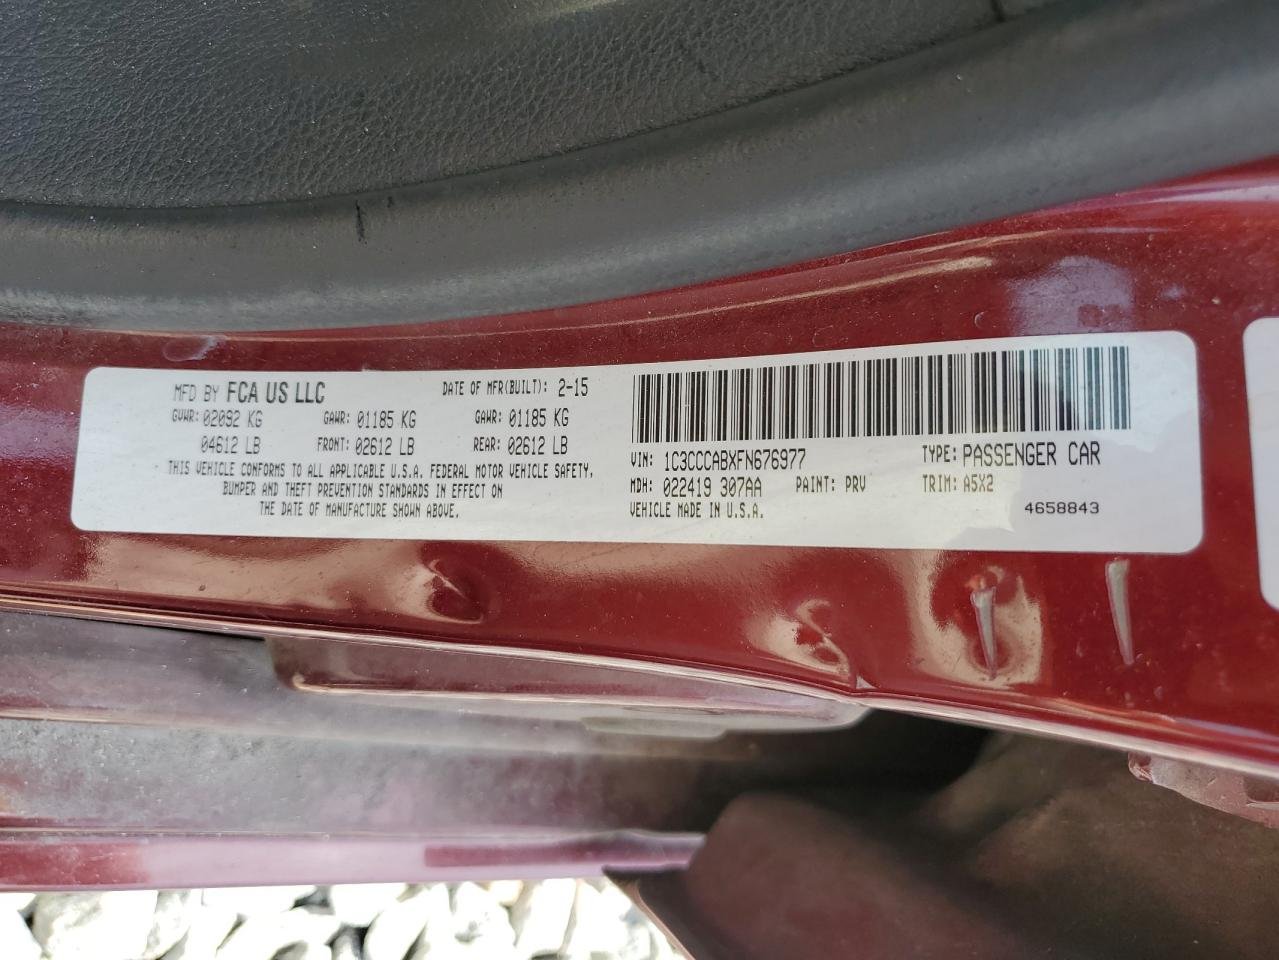 MFD BY FCA US LLC DATE OF MFR(BUILT): 2-15
GVWR: 02092 KG GAWR: 01185 KG GAWR: 01185 KG
04612 LB FRONT: 02612 LB REAR: 02612 LB
THIS VEHICLE CONFORMS TO ALL APPLICABLE U.S.A. FEDERAL MOTOR VEHICLE SAFETY,
BUMPER AND THEFT PREVENTION STANDARDS IN EFFECT ON
THE DATE OF MANUFACTURE SHOWN ABOVE.
VIN: 1C3CCCABXFN676977 TYPE: PASSENGER CAR
MDH: 022419 307AA PAINT: PRV TRIM: A5X2
VEHICLE MADE IN U.S.A. 4658843